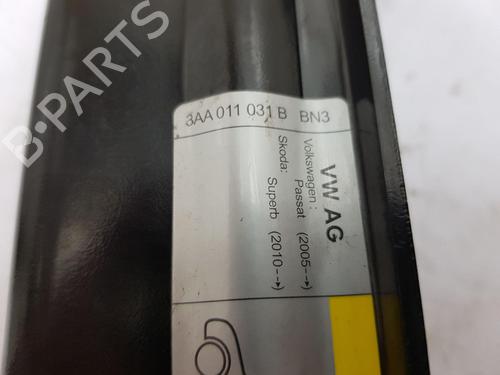 3AA 011 031 B BN3
VW AG
Volkswagen :
Passat (2005-->)
Skoda:
Superb (2010-->)
B-PARTS